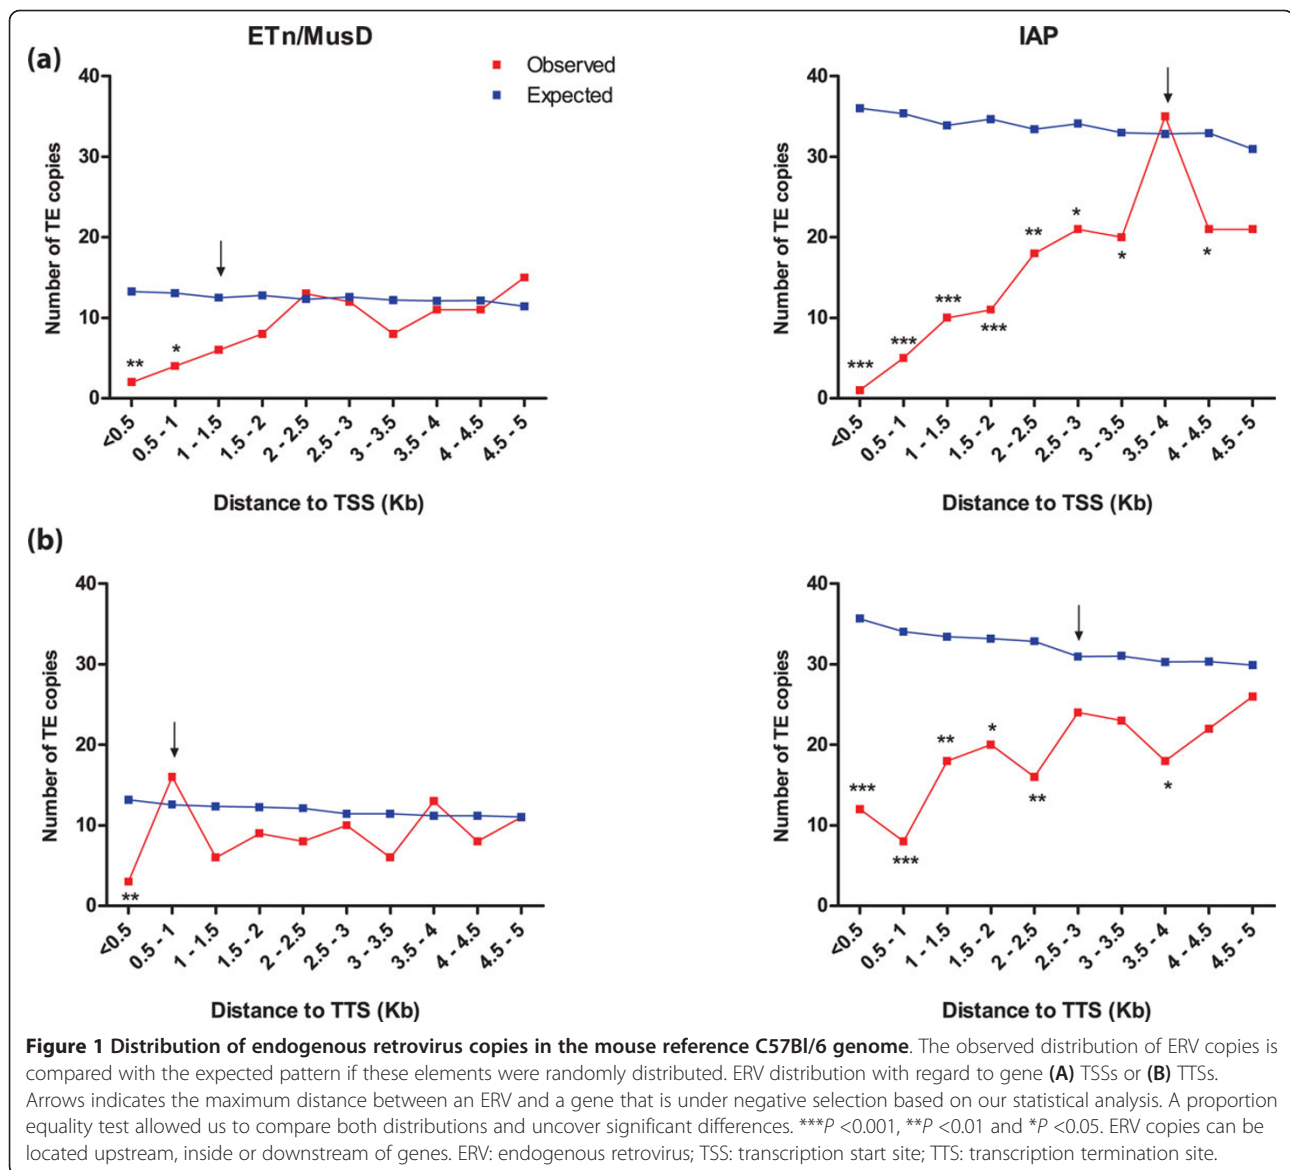 ETn/MusD
IAP
(a)
Observed
Expected
Number of TE copies
40
30
20
10
0
**
*
<0.5
0.5 - 1
1 - 1.5
1.5 - 2
2 - 2.5
2.5 - 3
3 - 3.5
3.5 - 4
4 - 4.5
4.5 - 5
Distance to TSS (Kb)
Number of TE copies
40
30
20
10
0
***
***
***
***
**
*
*
*
<0.5
0.5 - 1
1 - 1.5
1.5 - 2
2 - 2.5
2.5 - 3
3 - 3.5
3.5 - 4
4 - 4.5
4.5 - 5
Distance to TSS (Kb)
(b)
Number of TE copies
40
30
20
10
0
**
<0.5
0.5 - 1
1 - 1.5
1.5 - 2
2 - 2.5
2.5 - 3
3 - 3.5
3.5 - 4
4 - 4.5
4.5 - 5
Distance to TTS (Kb)
Number of TE copies
40
30
20
10
0
***
***
**
*
**
*
<0.5
0.5 - 1
1 - 1.5
1.5 - 2
2 - 2.5
2.5 - 3
3 - 3.5
3.5 - 4
4 - 4.5
4.5 - 5
Distance to TTS (Kb)
Figure 1 Distribution of endogenous retrovirus copies in the mouse reference C57Bl/6 genome. The observed distribution of ERV copies is
compared with the expected pattern if these elements were randomly distributed. ERV distribution with regard to gene (A) TSSs or (B) TTSs.
Arrows indicates the maximum distance between an ERV and a gene that is under negative selection based on our statistical analysis. A proportion
equality test allowed us to compare both distributions and uncover significant differences. ***P <0.001, **P <0.01 and *P <0.05. ERV copies can be
located upstream, inside or downstream of genes. ERV: endogenous retrovirus; TSS: transcription start site; TTS: transcription termination site.